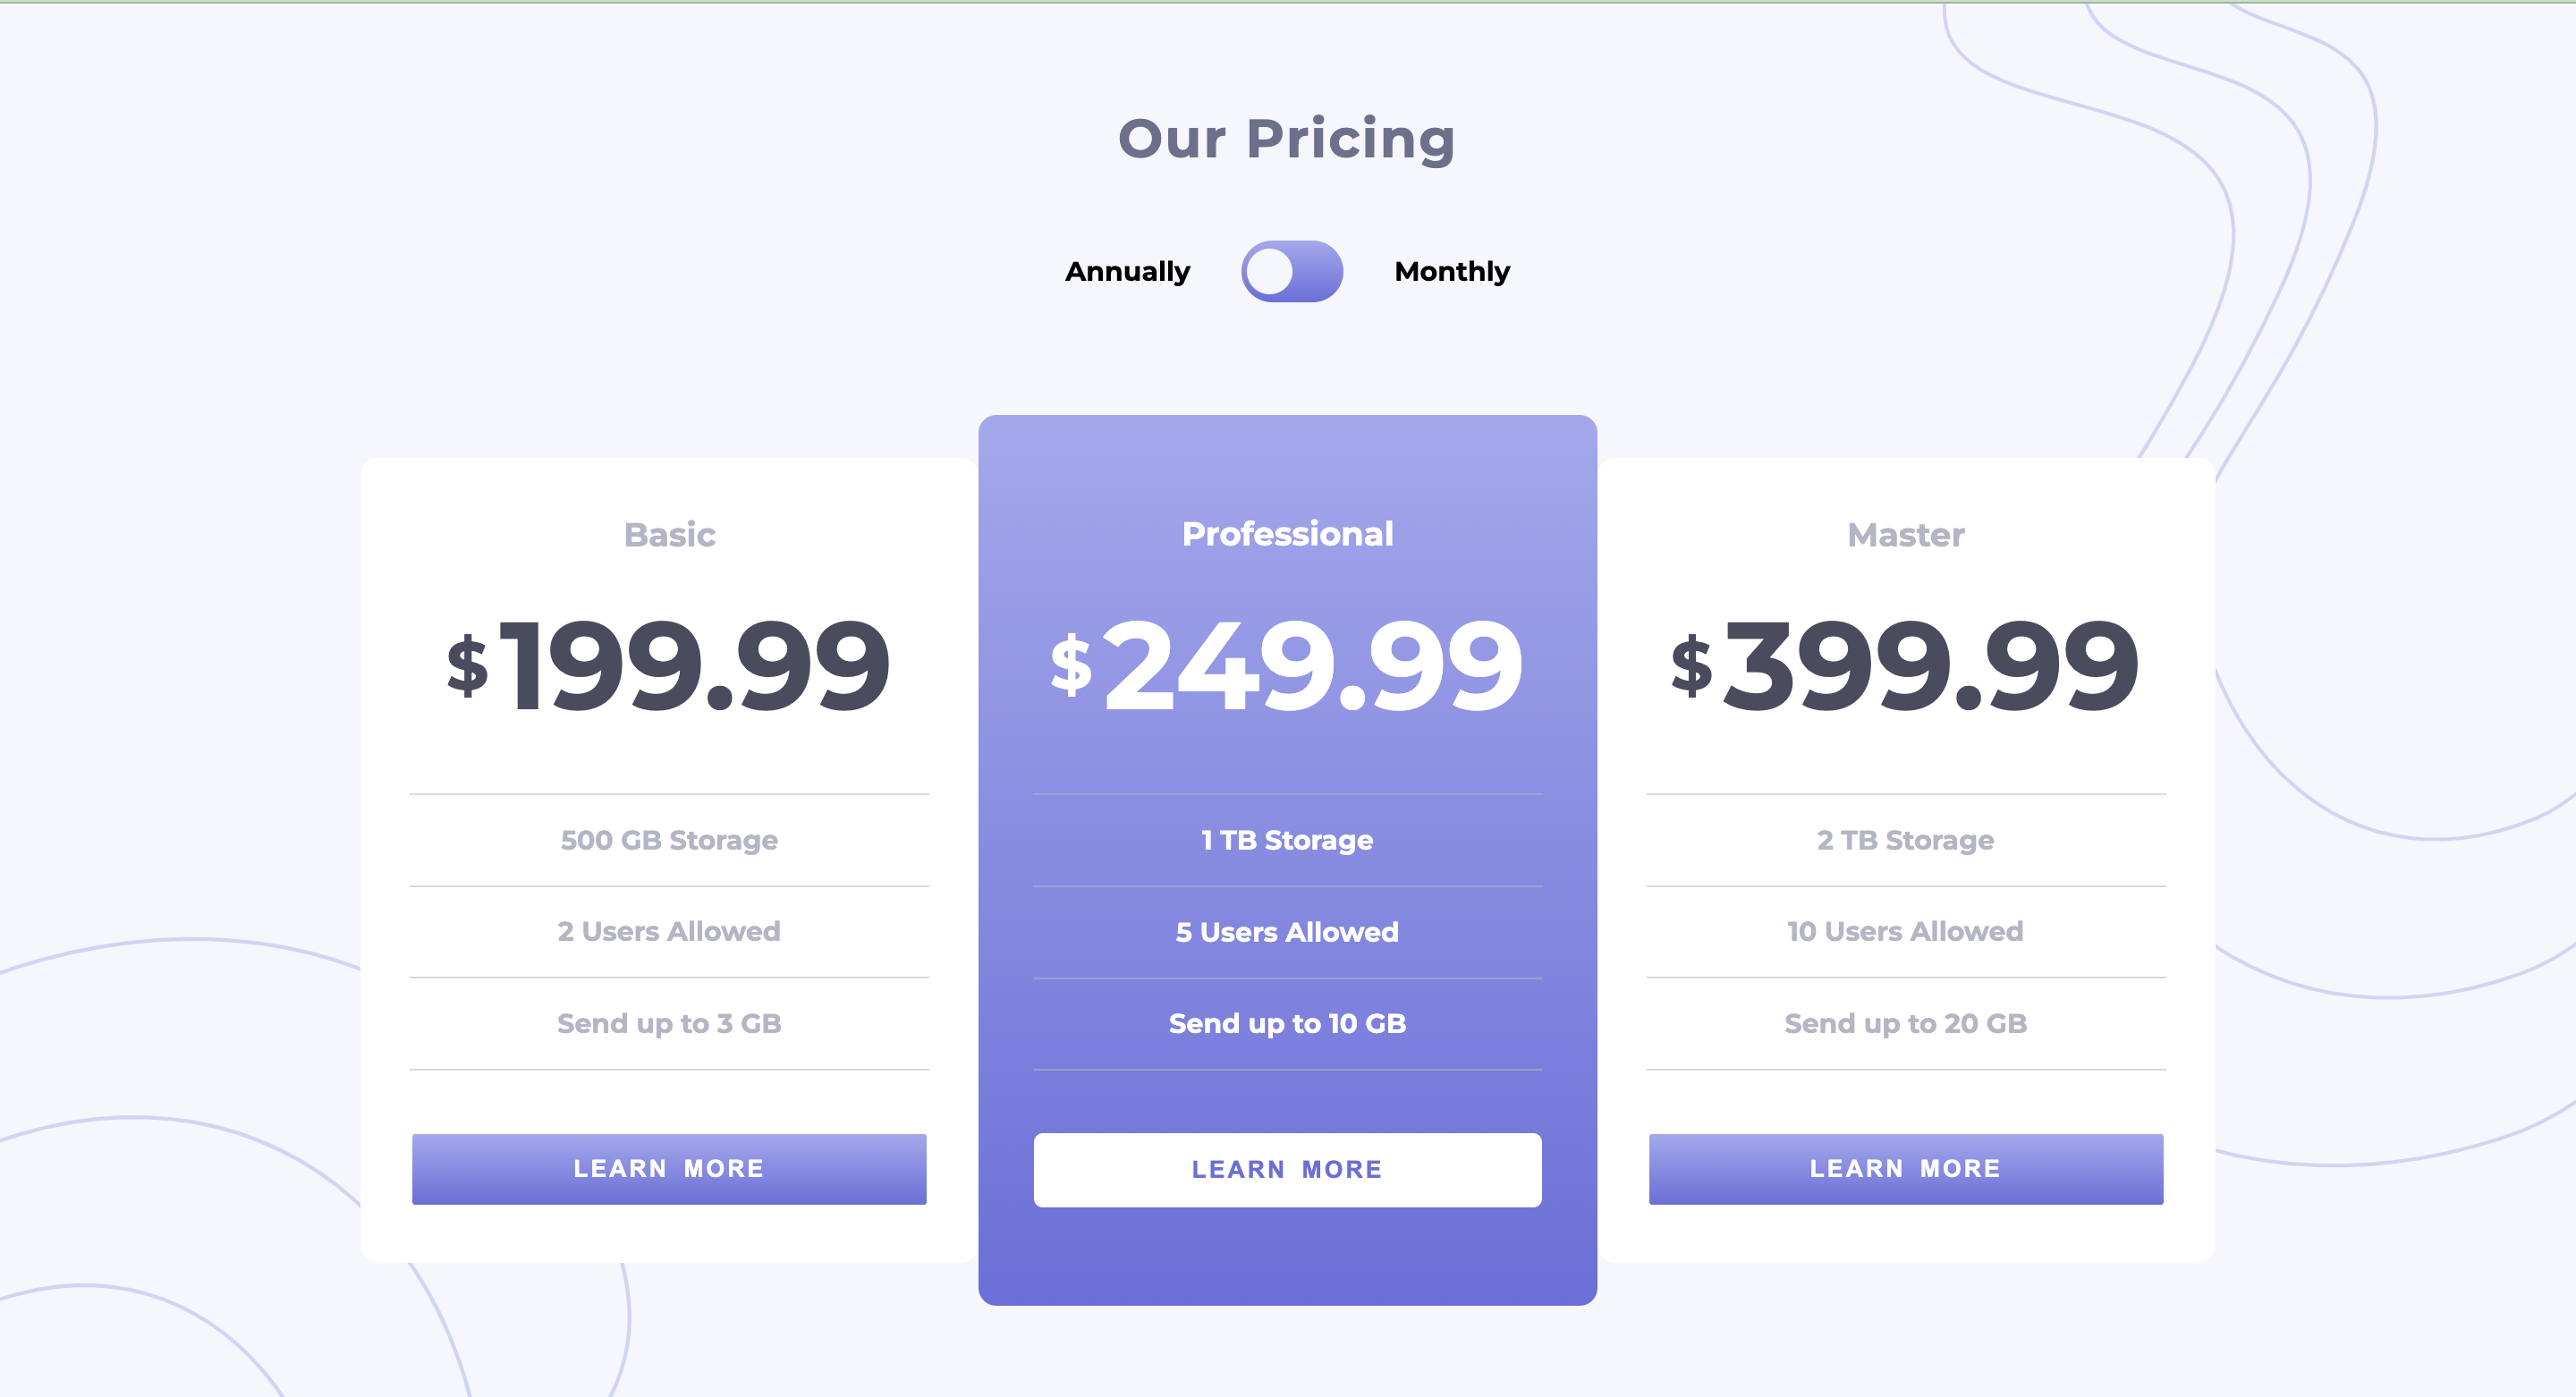 Our Pricing
Annually Monthly
Basic
$199.99
500 GB Storage
2 Users Allowed
Send up to 3 GB
LEARN MORE
Professional
$249.99
1 TB Storage
5 Users Allowed
Send up to 10 GB
LEARN MORE
Master
$399.99
2 TB Storage
10 Users Allowed
Send up to 20 GB
LEARN MORE